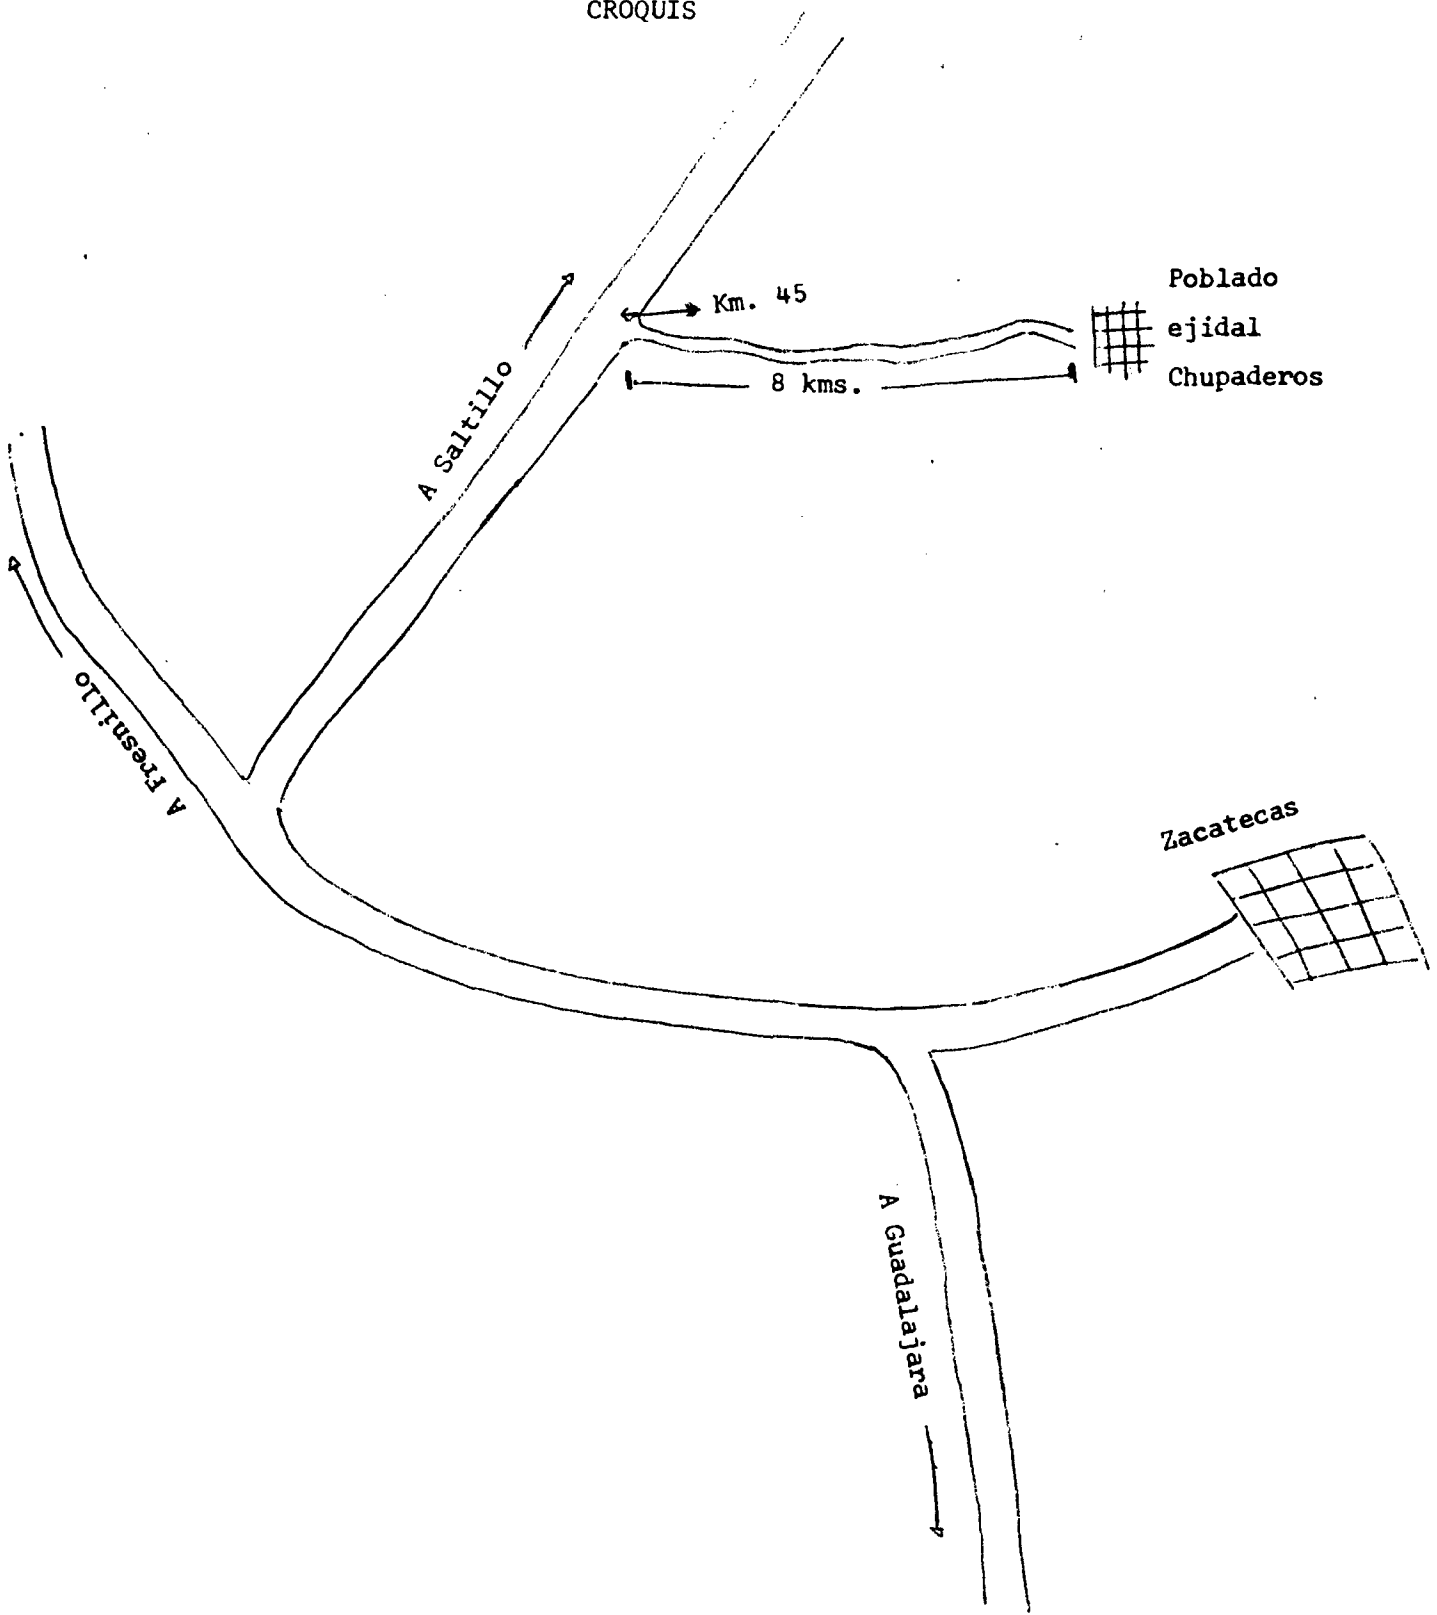 CROQUIS
Poblado
Km. 45
ejidal
8 kms.
Chupaderos
A Saltillo
A Fresnillo
Zacatecas
A Guadalajara